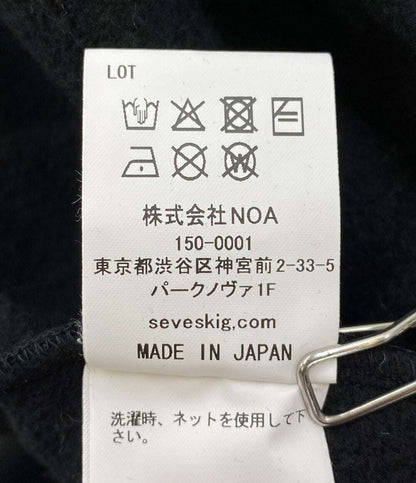 LOT
株式会社NOA
150-0001
東京都渋谷区神宮前2-33-5
パークノヴァ1F
seveskig.com
MADE IN JAPAN
洗濯時、ネットを使用して下
さい。